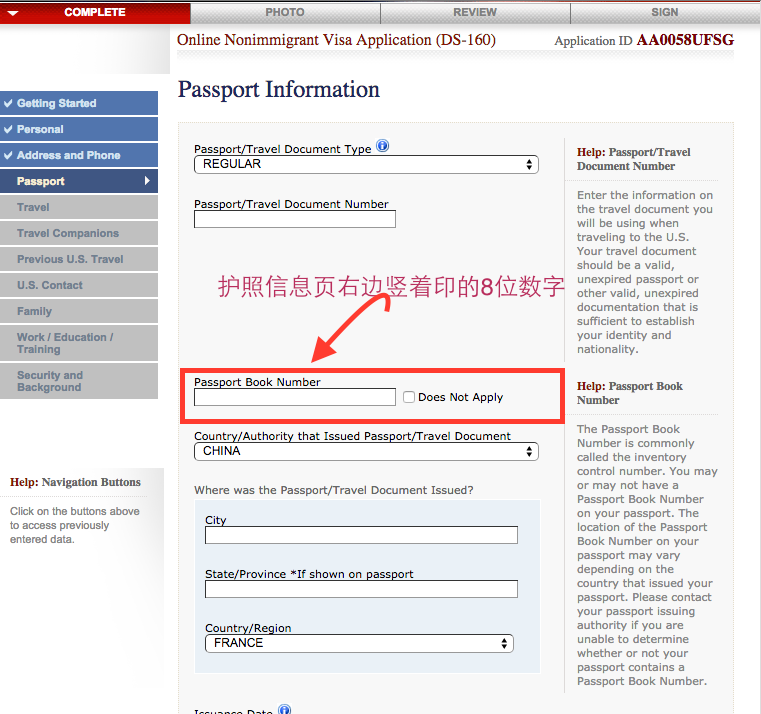 COMPLETE
PHOTO
REVIEW
SIGN
Online Nonimmigrant Visa Application (DS-160)
Application ID AA0058UFSG
Getting Started
Personal
Address and Phone
Passport
Travel
Travel Companions
Previous U.S. Travel
U.S. Contact
Family
Work / Education /
Training
Security and
Background
Help: Navigation Buttons
Click on the buttons above
to access previously
entered data.
Passport Information
Passport/Travel Document Type
REGULAR
Passport/Travel Document Number
护照信息页右边竖着印的8位数字
Passport Book Number
Does Not Apply
Country/Authority that Issued Passport/Travel Document
CHINA
Where was the Passport/Travel Document Issued?
City
State/Province *If shown on passport
Country/Region
FRANCE
Issuance Date
Help: Passport/Travel
Document Number
Enter the information on
the travel document you
will be using when
traveling to the U.S.
Your travel document
should be a valid,
unexpired passport or
other valid, unexpired
documentation that is
sufficient to establish
your identity and
nationality.
Help: Passport Book
Number
The Passport Book
Number is commonly
called the inventory
control number. You may
or may not have a
Passport Book Number
on your passport. The
location of the Passport
Book Number on your
passport may vary
depending on the
country that issued your
passport. Please contact
your passport issuing
authority if you are
unable to determine
whether or not your
passport contains a
Passport Book Number.